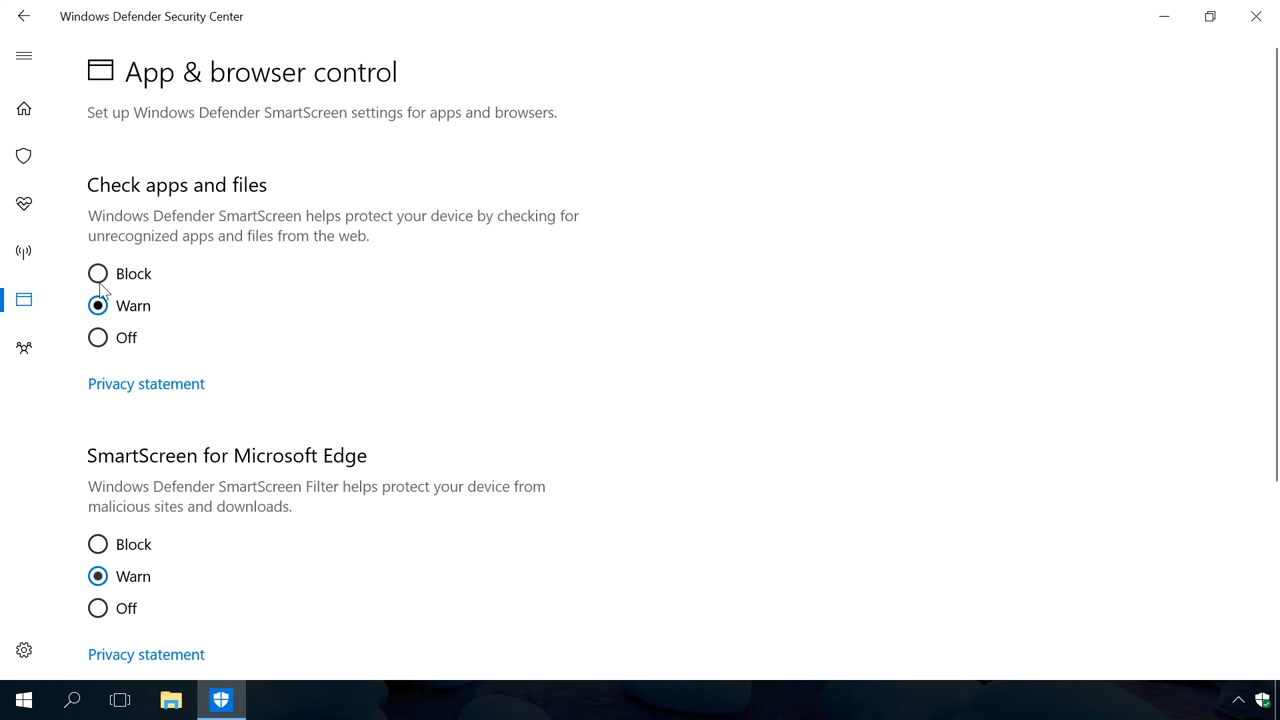 Windows Defender Security Center
App & browser control
Set up Windows Defender SmartScreen settings for apps and browsers.
Check apps and files
Windows Defender SmartScreen helps protect your device by checking for
unrecognized apps and files from the web.
Block
Warn
Off
Privacy statement
SmartScreen for Microsoft Edge
Windows Defender SmartScreen Filter helps protect your device from
malicious sites and downloads.
Block
Warn
Off
Privacy statement